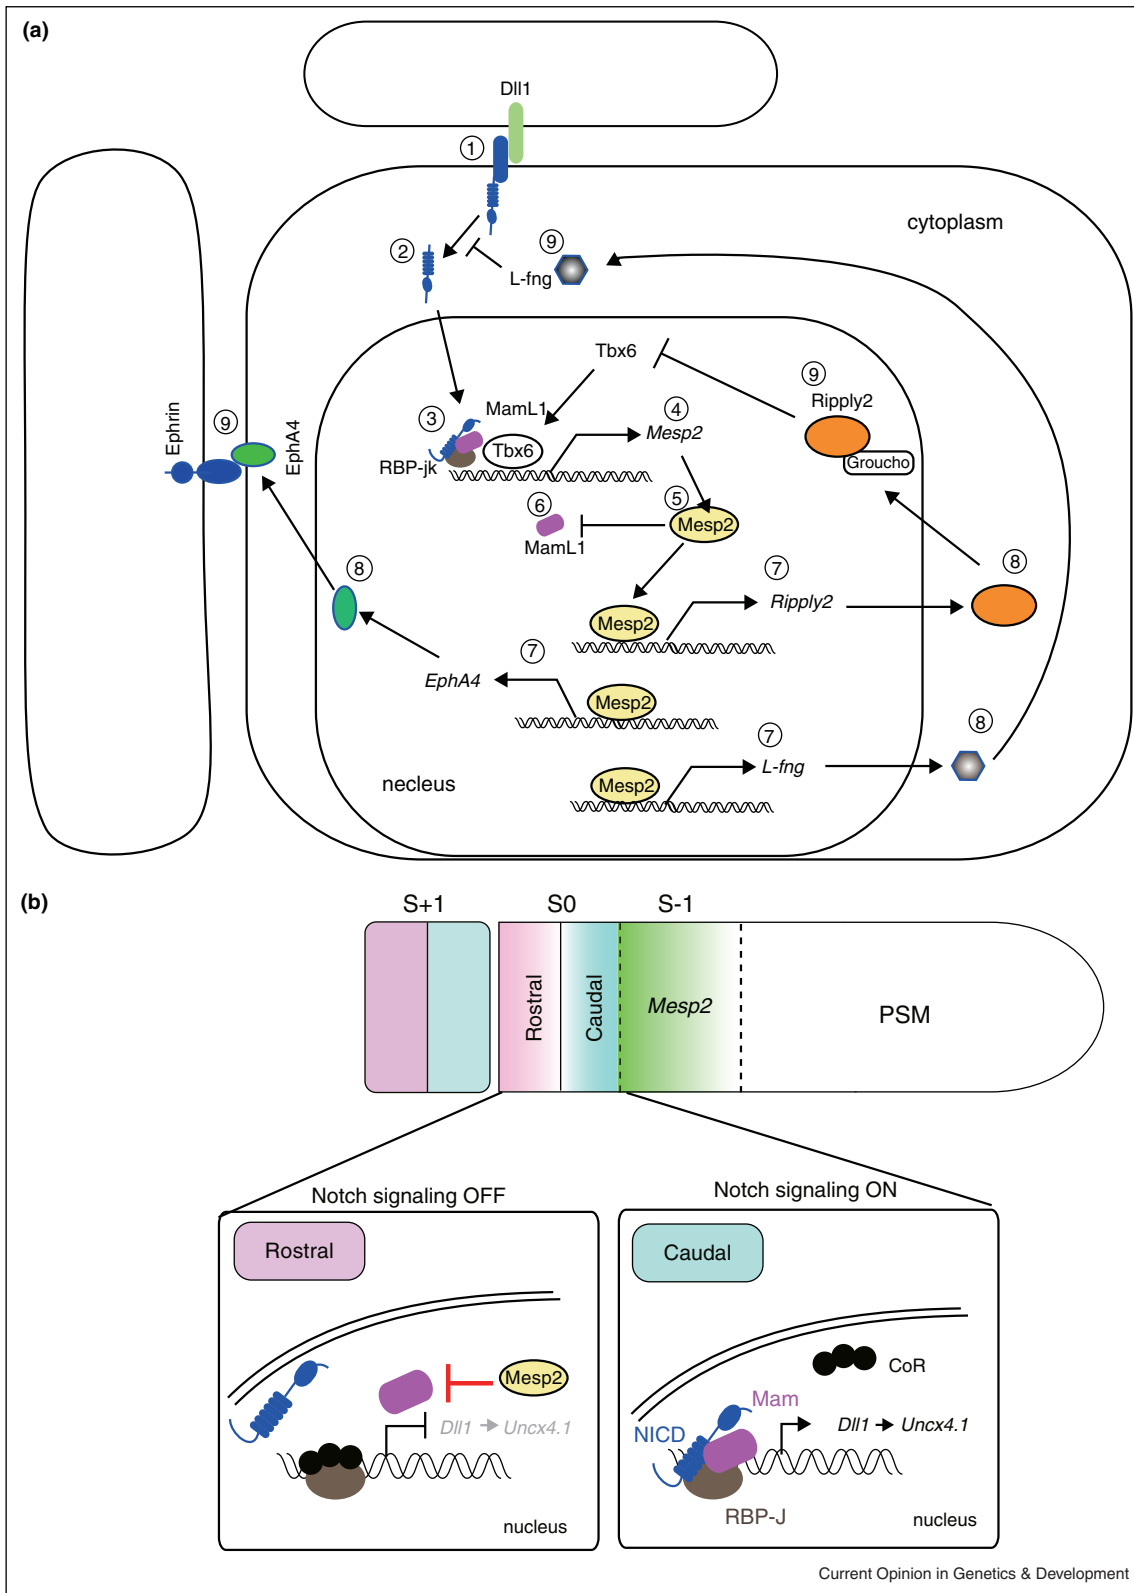 (a)
Dll1
1
cytoplasm
2
9
L-fng
Tbx6
9
Ripply2
MamL1
3
4
Mesp2
Ephrin
9
EphA4
Tbx6
RBP-jk
Groucho
6
5
Mesp2
MamL1
8
7
8
Ripply2
Mesp2
7
EphA4
Mesp2
7
8
L-fng
necleus
Mesp2
(b)
S+1 S0 S-1
Rostral
Caudal
Mesp2
PSM
Notch signaling OFF
Notch signaling ON
Rostral
Caudal
Mesp2
CoR
Mam
Dll1 Uncx4.1
Dll1 Uncx4.1
NICD
RBP-J
nucleus
nucleus
Current Opinion in Genetics & Development